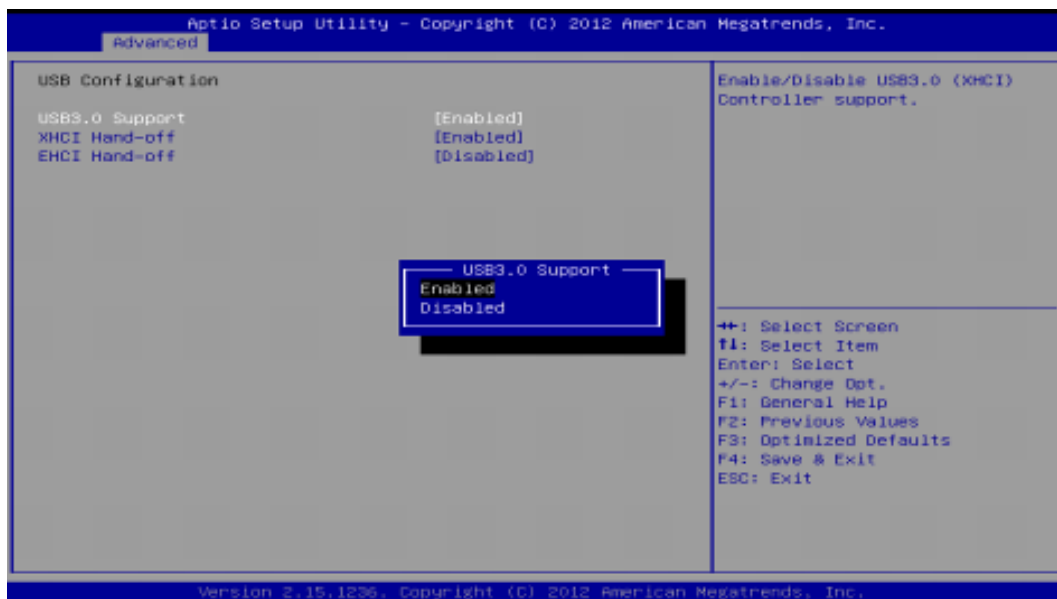 Aptio Setup Utility - Copyright (C) 2012 American Megatrends, Inc.
Advanced
USB Configuration
USB3.0 Support [Enabled]
XHCI Hand-off [Enabled]
EHCI Hand-off [Disabled]
Enable/Disable USB3.0 (XHCI)
Controller support.
USB3.0 Support
Enabled
Disabled
→←: Select Screen
↑↓: Select Item
Enter: Select
+/-: Change Opt.
F1: General Help
F2: Previous Values
F3: Optimized Defaults
F4: Save & Exit
ESC: Exit
Version 2.15.1236. Copyright (C) 2012 American Megatrends, Inc.